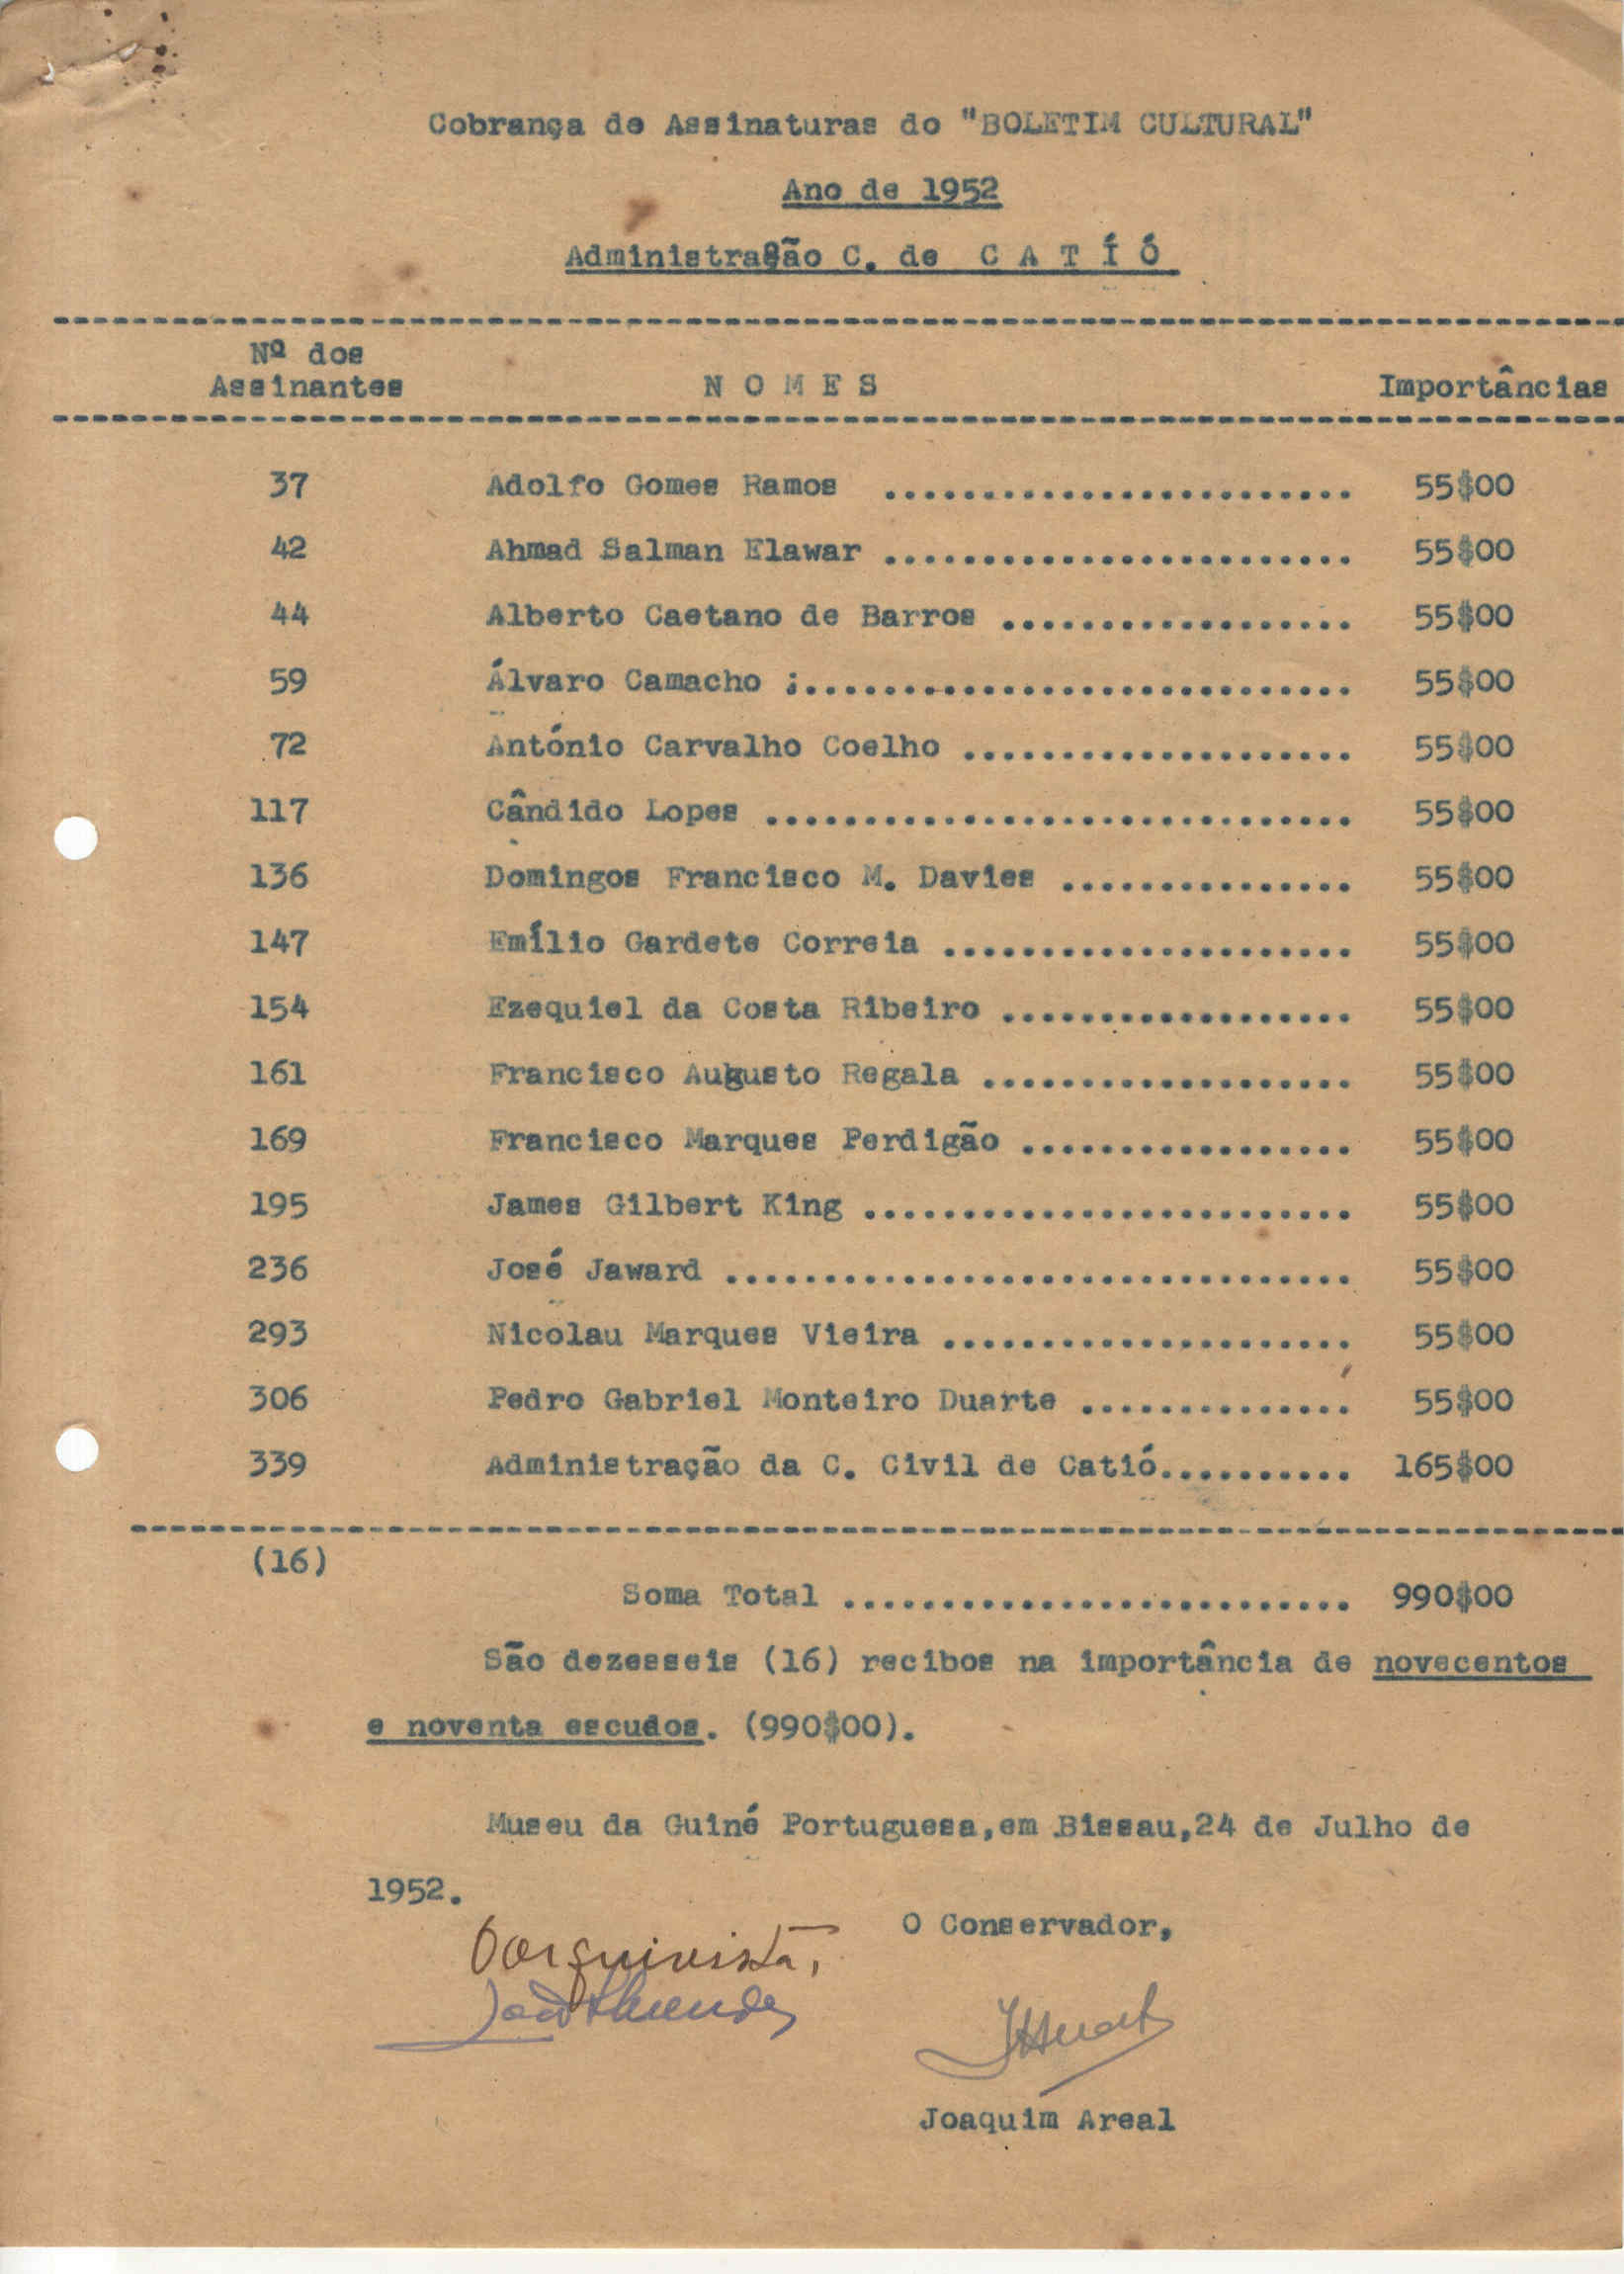 Cobrança de Assinaturas do "BOLETIM CULTURAL"
Ano de 1952
Administração C. de C A T Í Ó
Nº dos
Assinantes N O M E S Importâncias
37 Adolfo Gomes Ramos ........................ 55$00
42 Ahmad Salman Elawar ........................ 55$00
44 Alberto Caetano de Barros .................. 55$00
59 Álvaro Camacho ;............................ 55$00
72 António Carvalho Coelho .................... 55$00
117 Cândido Lopes .............................. 55$00
136 Domingos Francisco M. Davies ............... 55$00
147 Emílio Gardete Correia ..................... 55$00
154 Ezequiel da Costa Ribeiro .................. 55$00
161 Francisco Augusto Regala ................... 55$00
169 Francisco Marques Perdigão ................. 55$00
195 James Gilbert King ......................... 55$00
236 José Jaward ................................ 55$00
293 Nicolau Marques Vieira ..................... 55$00
306 Pedro Gabriel Monteiro Duarte .............. 55$00
339 Administração da C. Civil de Catió.......... 165$00
(16)
Soma Total .......................... 990$00
São dezesseis (16) recibos na importância de novecentos
e noventa escudos. (990$00).
Museu da Guiné Portuguesa,em Bissau,24 de Julho de
1952.
O Conservador,
O arquivista,
Joaquim Areal